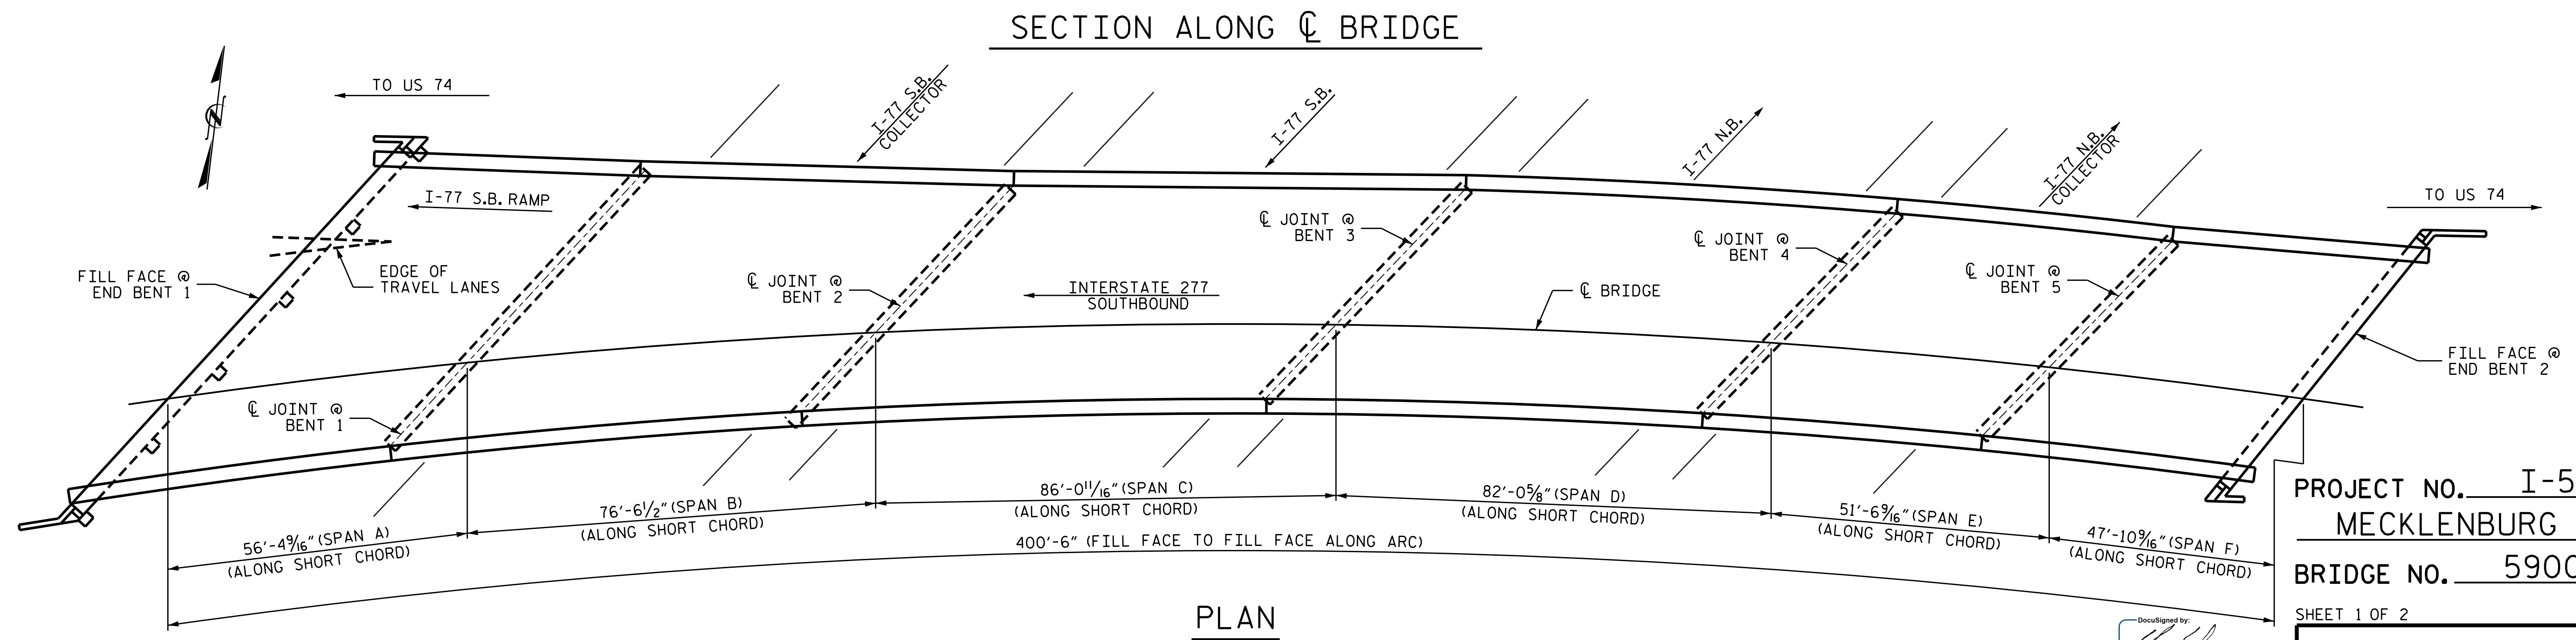 SECTION ALONG ℄ BRIDGE
TO US 74
N
I-77 S.B.
COLLECTOR
I-77 S.B.
I-77 N.B.
I-77 N.B.
COLLECTOR
TO US 74
I-77 S.B. RAMP
FILL FACE @
END BENT 1
EDGE OF
TRAVEL LANES
℄ JOINT @
BENT 1
℄ JOINT @
BENT 2
INTERSTATE 277
SOUTHBOUND
℄ JOINT @
BENT 3
℄ BRIDGE
℄ JOINT @
BENT 4
℄ JOINT @
BENT 5
FILL FACE @
END BENT 2
56'-4⁹⁄₁₆" (SPAN A)
(ALONG SHORT CHORD)
76'-6½" (SPAN B)
(ALONG SHORT CHORD)
86'-0¹¹⁄₁₆" (SPAN C)
(ALONG SHORT CHORD)
82'-0⅝" (SPAN D)
(ALONG SHORT CHORD)
51'-6⁹⁄₁₆" (SPAN E)
(ALONG SHORT CHORD)
47'-10⁹⁄₁₆" (SPAN F)
(ALONG SHORT CHORD)
400'-6" (FILL FACE TO FILL FACE ALONG ARC)
PLAN
PROJECT NO. I-5
MECKLENBURG
BRIDGE NO. 5900
SHEET 1 OF 2
DocuSigned by: